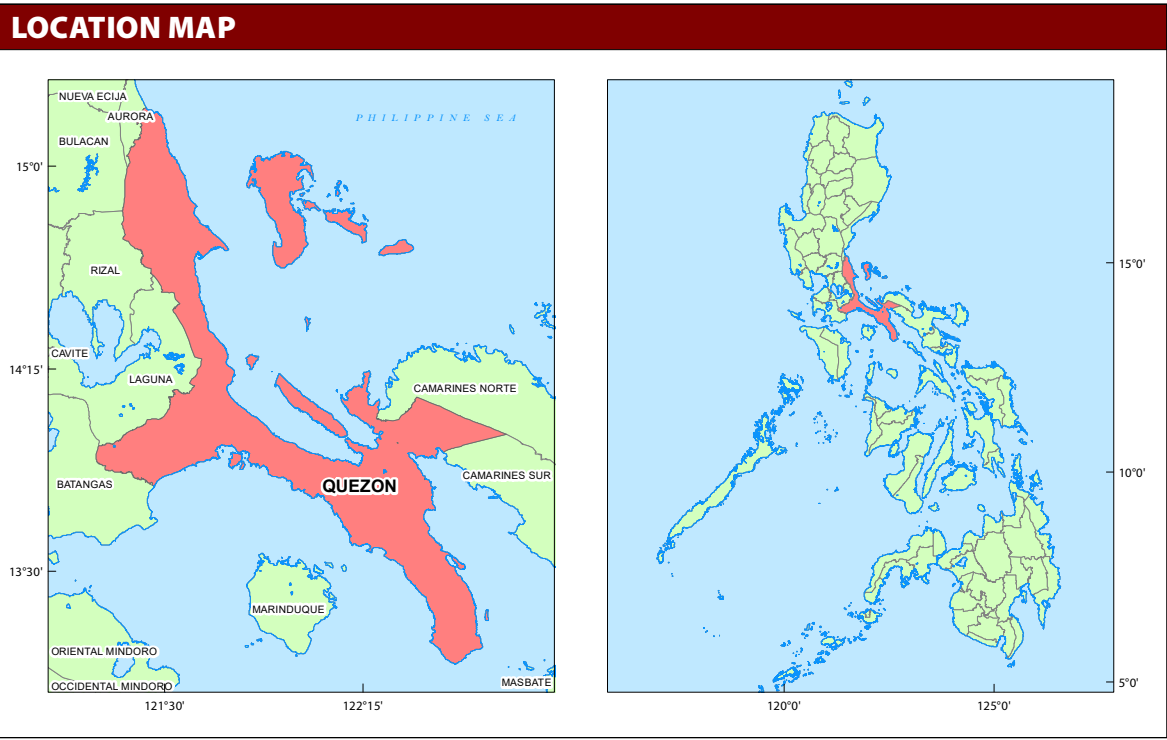 LOCATION MAP
NUEVA ECIJA
AURORA
PHILIPPINE SEA
BULACAN
15°0'
RIZAL
CAVITE
14°15'
LAGUNA
CAMARINES NORTE
QUEZON
CAMARINES SUR
BATANGAS
13°30'
MARINDUQUE
ORIENTAL MINDORO
OCCIDENTAL MINDORO
MASBATE
121°30'
122°15'
15°0'
10°0'
5°0'
120°0'
125°0'